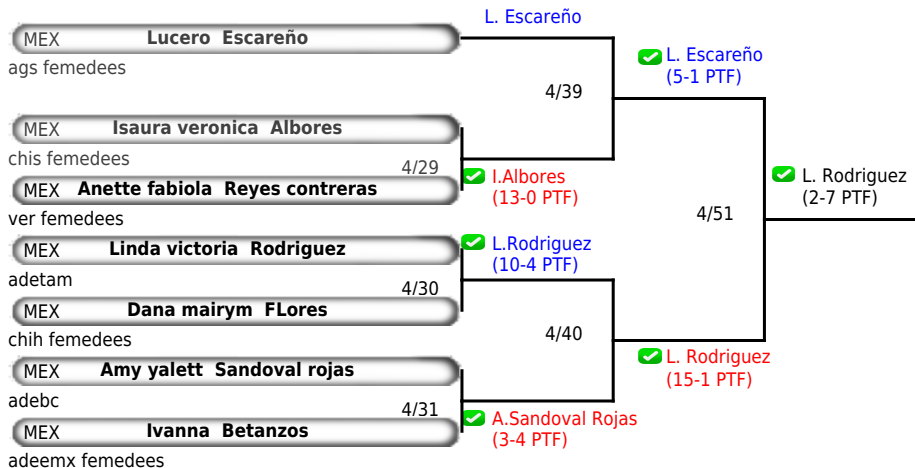 L. Escareño
MEX Lucero Escareño
ags femedees
L. Escareño
(5-1 PTF)
4/39
MEX Isaura veronica Albores
chis femedees
4/29
I.Albores
(13-0 PTF)
MEX Anette fabiola Reyes contreras
ver femedees
L. Rodriguez
(2-7 PTF)
4/51
MEX Linda victoria Rodriguez
adetam
L.Rodriguez
(10-4 PTF)
4/30
MEX Dana mairym FLores
chih femedees
4/40
L. Rodriguez
(15-1 PTF)
MEX Amy yalett Sandoval rojas
adebc
4/31
A.Sandoval Rojas
(3-4 PTF)
MEX Ivanna Betanzos
adeemx femedees